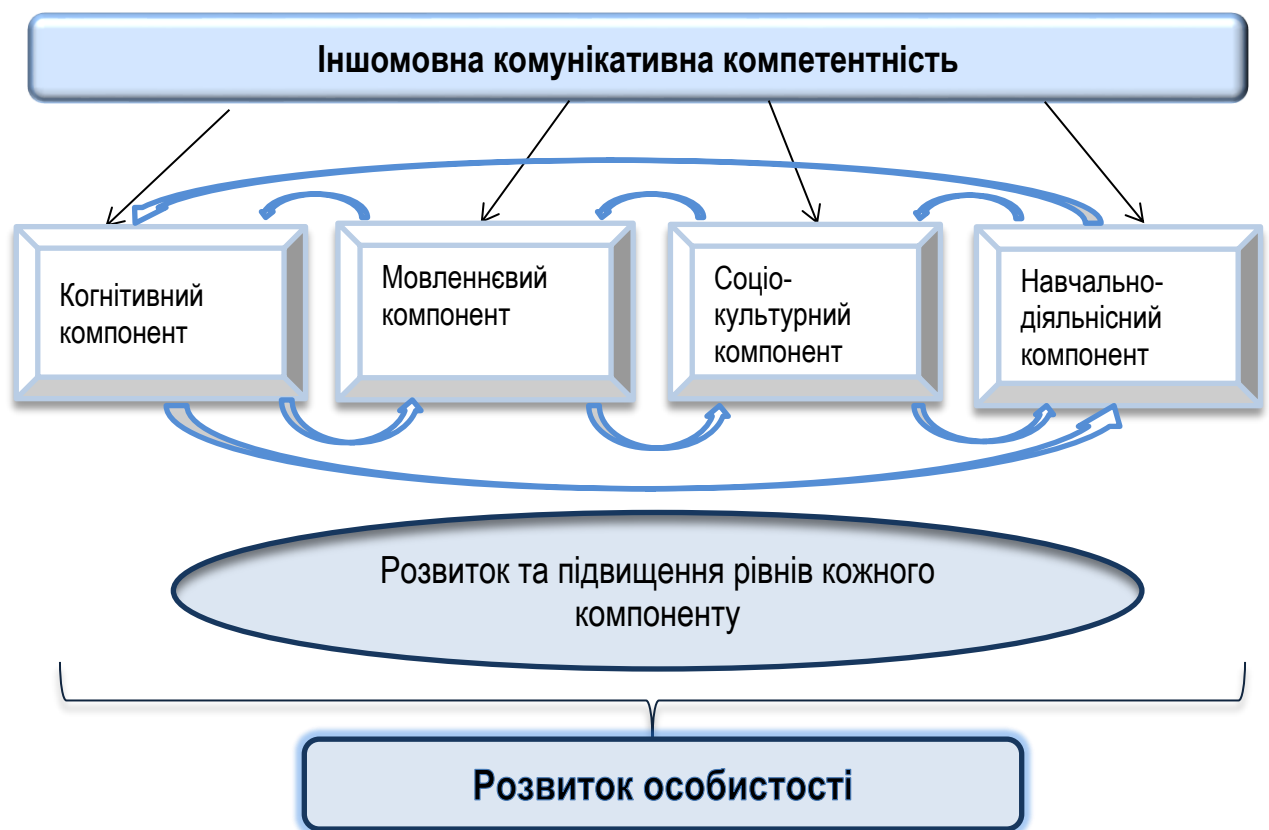 Іншомовна комунікативна компетентність
Когнітивний
компонент
Мовленнєвий
компонент
Соціо-
культурний
компонент
Навчально-
діяльнісний
компонент
Розвиток та підвищення рівнів кожного
компоненту
Розвиток особистості